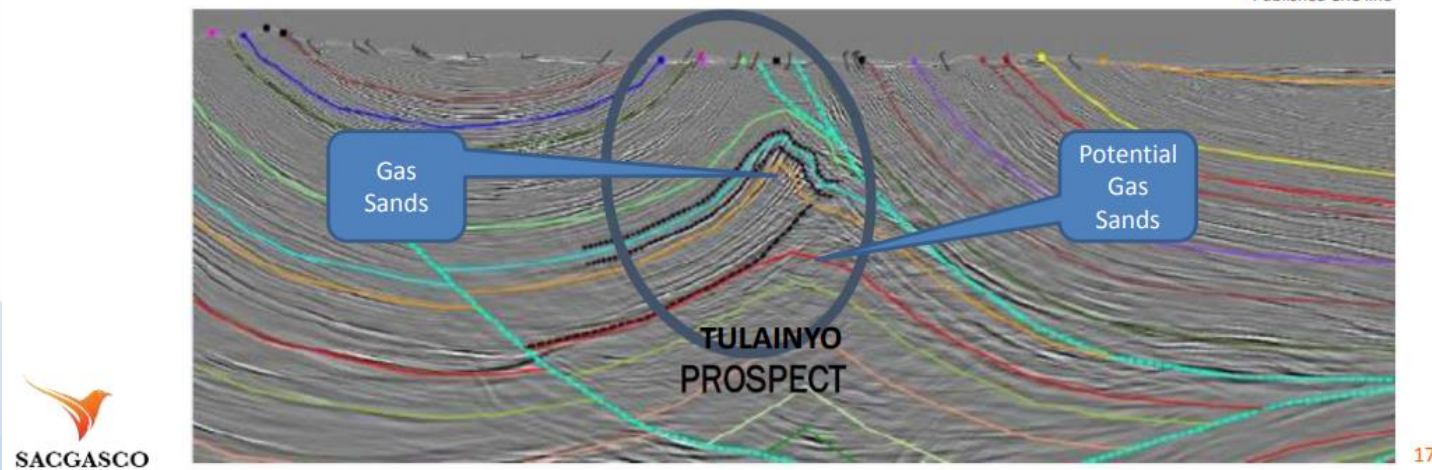 Gas
Sands
Potential
Gas
Sands
TULAINYO
PROSPECT
SACGASCO
17